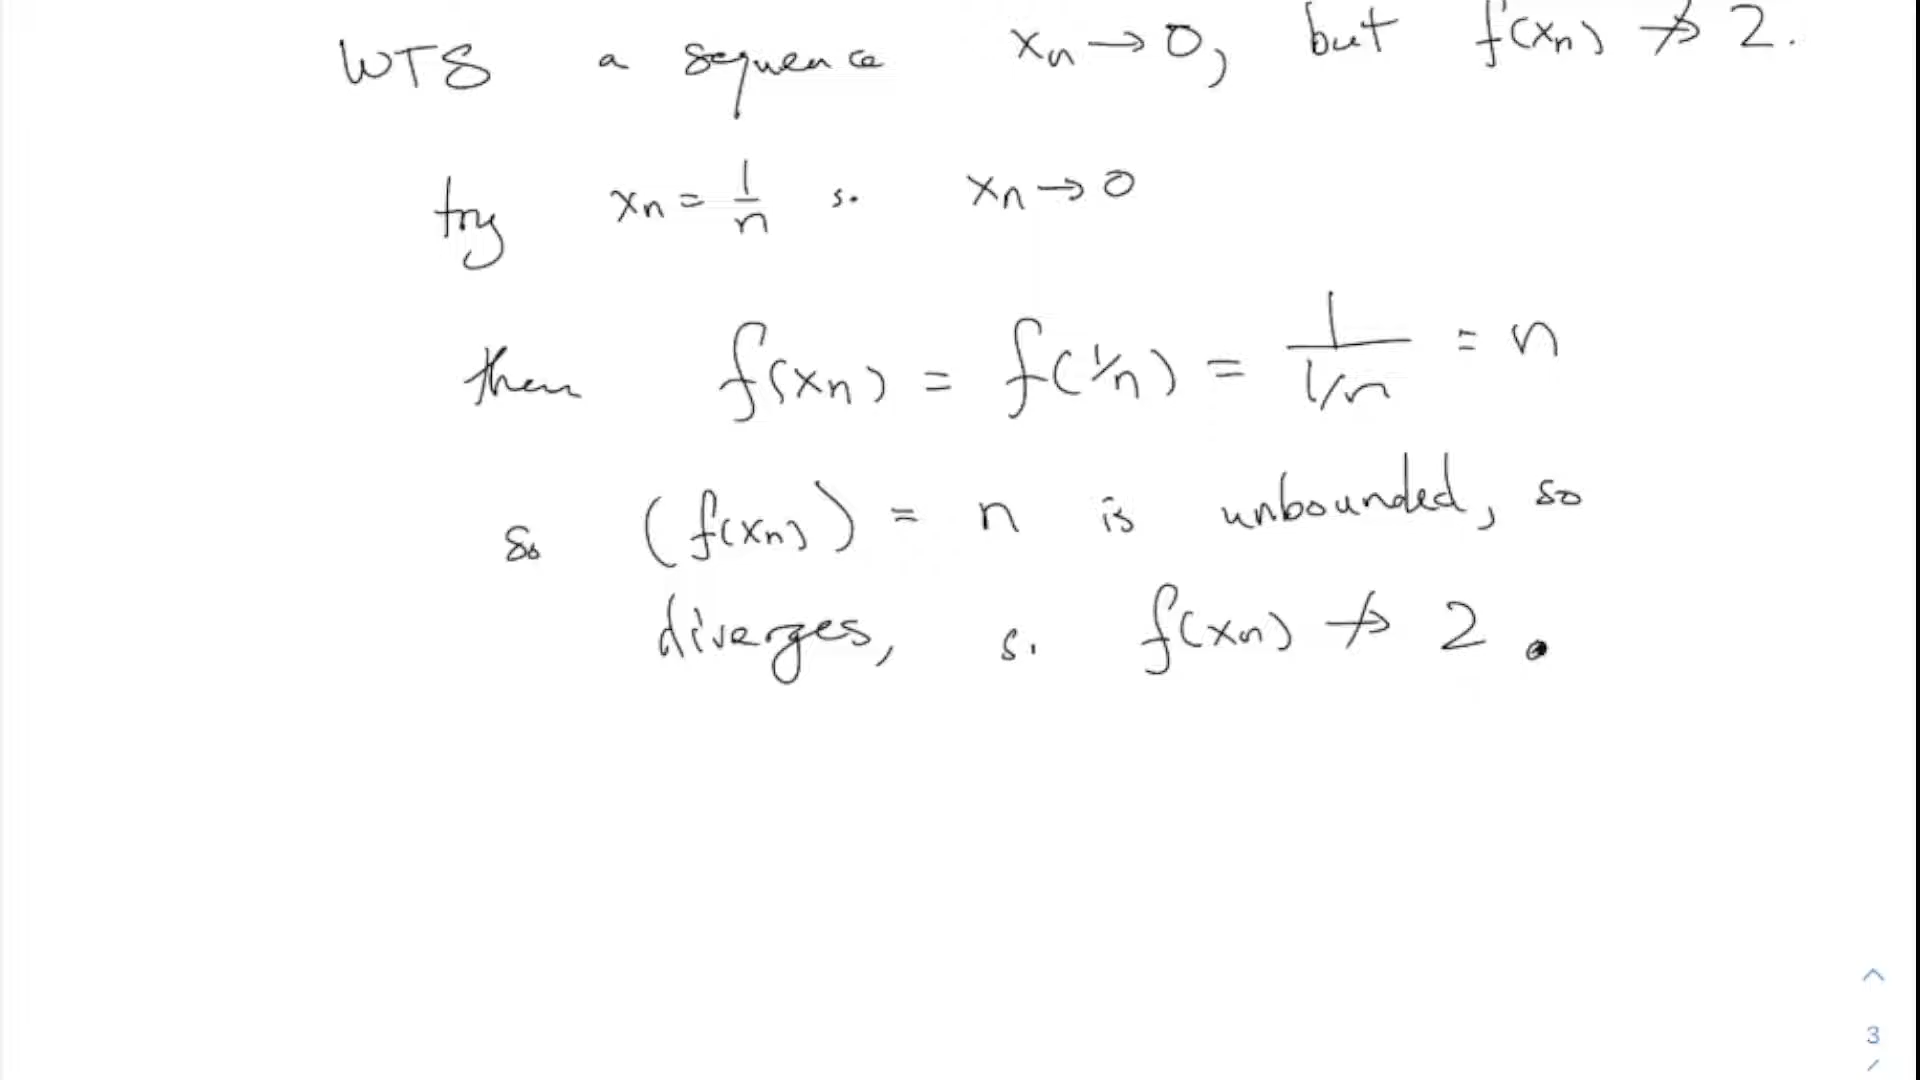 WTS a sequence xₙ → 0, but f(xₙ) ↛ 2.
try xₙ = 1/n so xₙ → 0
then f(xₙ) = f(1/n) = 1/(1/n) = n
so (f(xₙ)) = n is unbounded, so
diverges, so f(xₙ) ↛ 2.
3